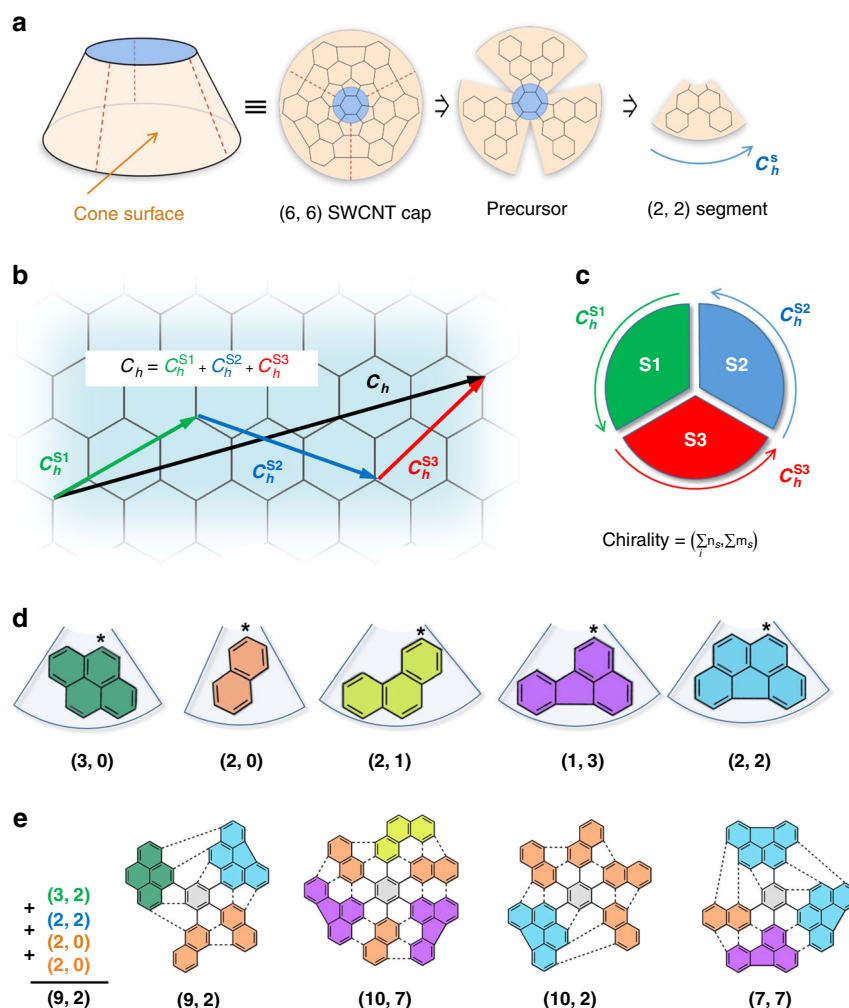 a
Cone surface
≡
⇒
⇒
C_h^s
(6, 6) SWCNT cap
Precursor
(2, 2) segment
b
C_h = C_h^S1 + C_h^S2 + C_h^S3
C_h
C_h^S1
C_h^S2
C_h^S3
c
C_h^S1
C_h^S2
S1
S2
S3
C_h^S3
Chirality = (∑_i n_s, ∑m_s)
d
*
*
*
*
*
(3, 0)
(2, 0)
(2, 1)
(1, 3)
(2, 2)
e
(3, 2)
+
(2, 2)
+
(2, 0)
+
(2, 0)
(9, 2)
(9, 2)
(10, 7)
(10, 2)
(7, 7)